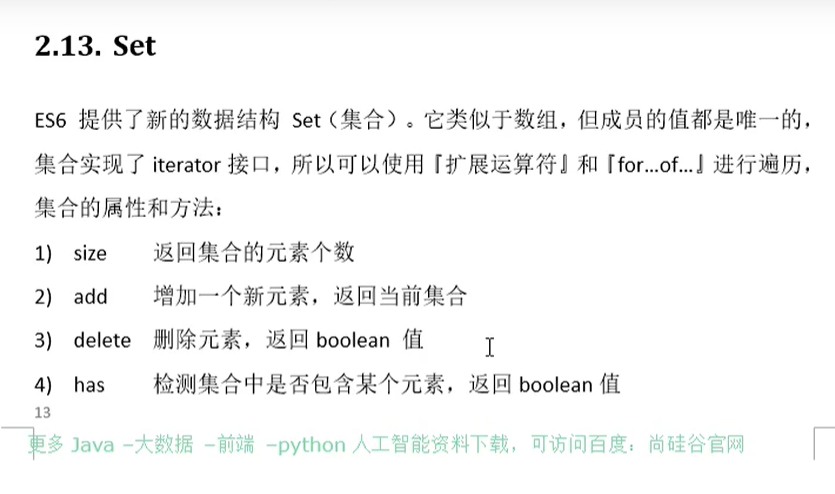 2.13. Set
ES6 提供了新的数据结构 Set（集合）。它类似于数组，但成员的值都是唯一的，
集合实现了 iterator 接口，所以可以使用『扩展运算符』和『for…of…』进行遍历，
集合的属性和方法：
1) size 返回集合的元素个数
2) add 增加一个新元素，返回当前集合
3) delete 删除元素，返回 boolean 值
4) has 检测集合中是否包含某个元素，返回 boolean 值
13
更多 Java –大数据 –前端 –python 人工智能资料下载，可访问百度：尚硅谷官网